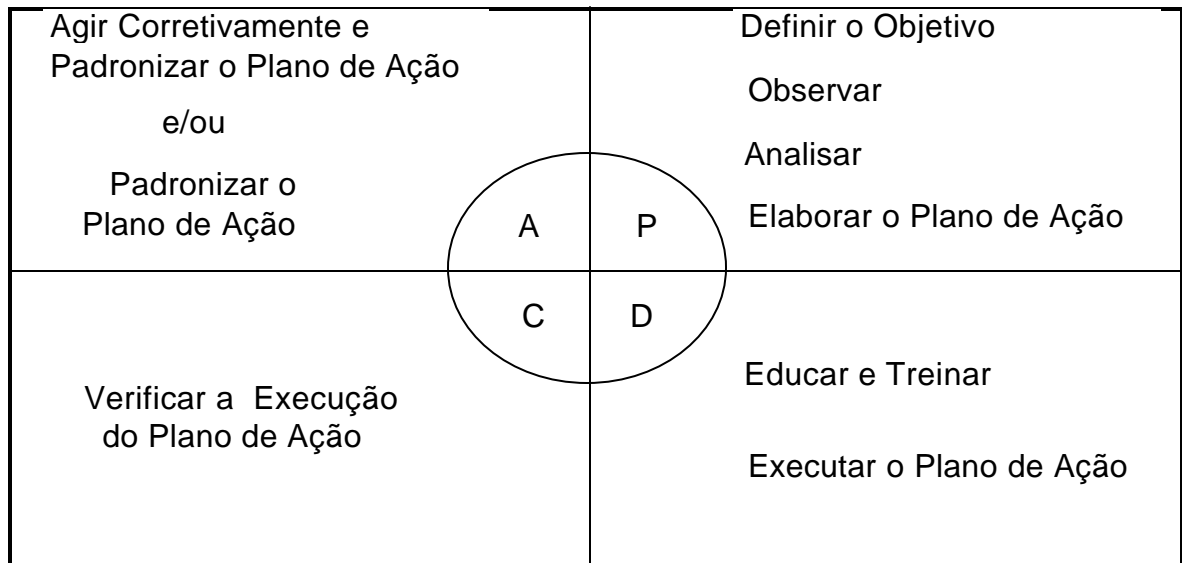 Agir Corretivamente e
Padronizar o Plano de Ação
e/ou
Padronizar o
Plano de Ação
Definir o Objetivo
Observar
Analisar
Elaborar o Plano de Ação
A
P
C
D
Verificar a Execução
do Plano de Ação
Educar e Treinar
Executar o Plano de Ação